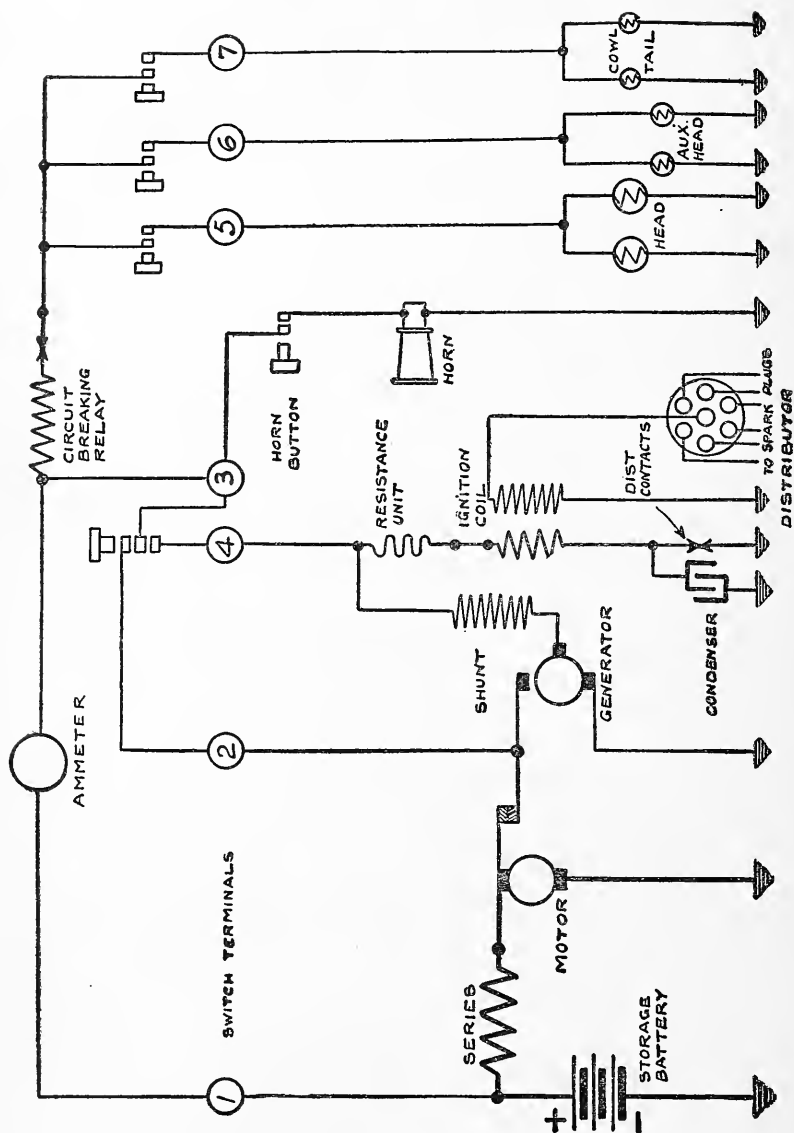 AMMETER
CIRCUIT
BREAKING
RELAY
SWITCH TERMINALS
1
2
3
4
5
6
7
HORN
BUTTON
HORN
HEAD
AUX.
HEAD
COWL
TAIL
RESISTANCE
UNIT
IGNITION
COIL
DIST
CONTACTS
TO SPARK PLUGS
DISTRIBUTOR
SHUNT
GENERATOR
CONDENSER
SERIES
MOTOR
+
-
STORAGE
BATTERY